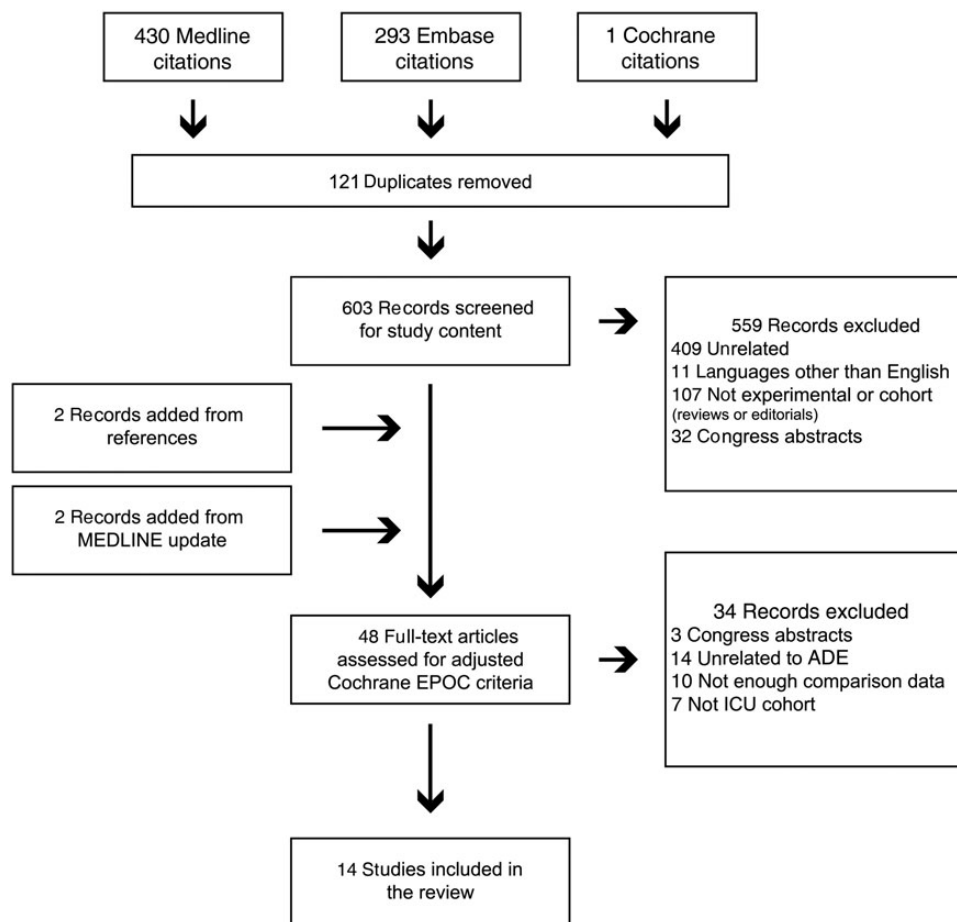 430 Medline
citations
293 Embase
citations
1 Cochrane
citations
121 Duplicates removed
603 Records screened
for study content
559 Records excluded
409 Unrelated
11 Languages other than English
107 Not experimental or cohort
(reviews or editorials)
32 Congress abstracts
2 Records added from
references
2 Records added from
MEDLINE update
48 Full-text articles
assessed for adjusted
Cochrane EPOC criteria
34 Records excluded
3 Congress abstracts
14 Unrelated to ADE
10 Not enough comparison data
7 Not ICU cohort
14 Studies included in
the review